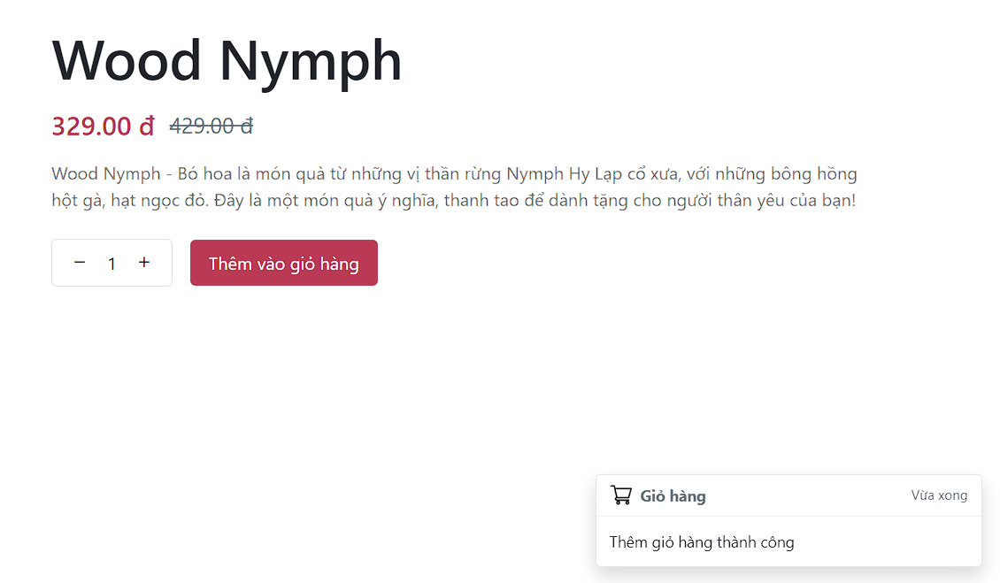 Wood Nymph
329.00 đ 429.00 đ
Wood Nymph - Bó hoa là món quà từ những vị thần rừng Nymph Hy Lạp cổ xưa, với những bông hồng
hột gà, hạt ngọc đỏ. Đây là một món quà ý nghĩa, thanh tao để dành tặng cho người thân yêu của bạn!
− 1 + Thêm vào giỏ hàng
Giỏ hàng Vừa xong
Thêm giỏ hàng thành công